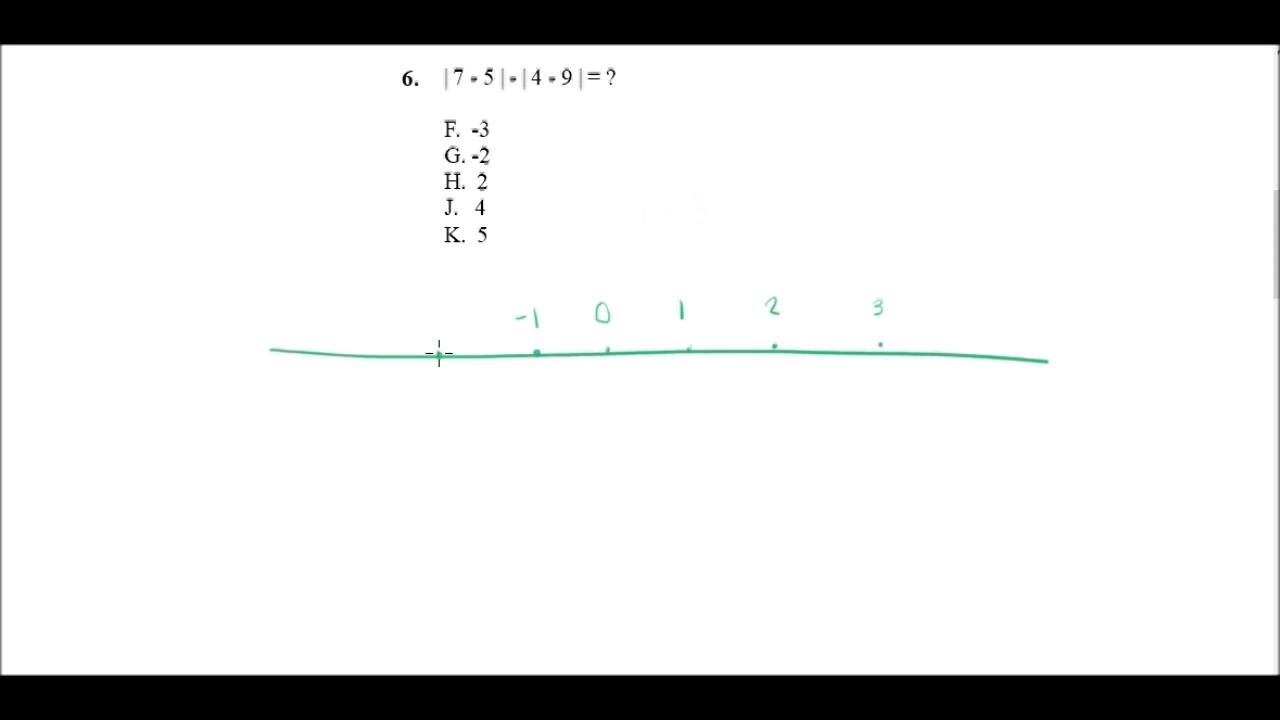 6. | 7 - 5 | - | 4 - 9 | = ?
F. -3
G. -2
H. 2
J. 4
K. 5
-1 0 1 2 3